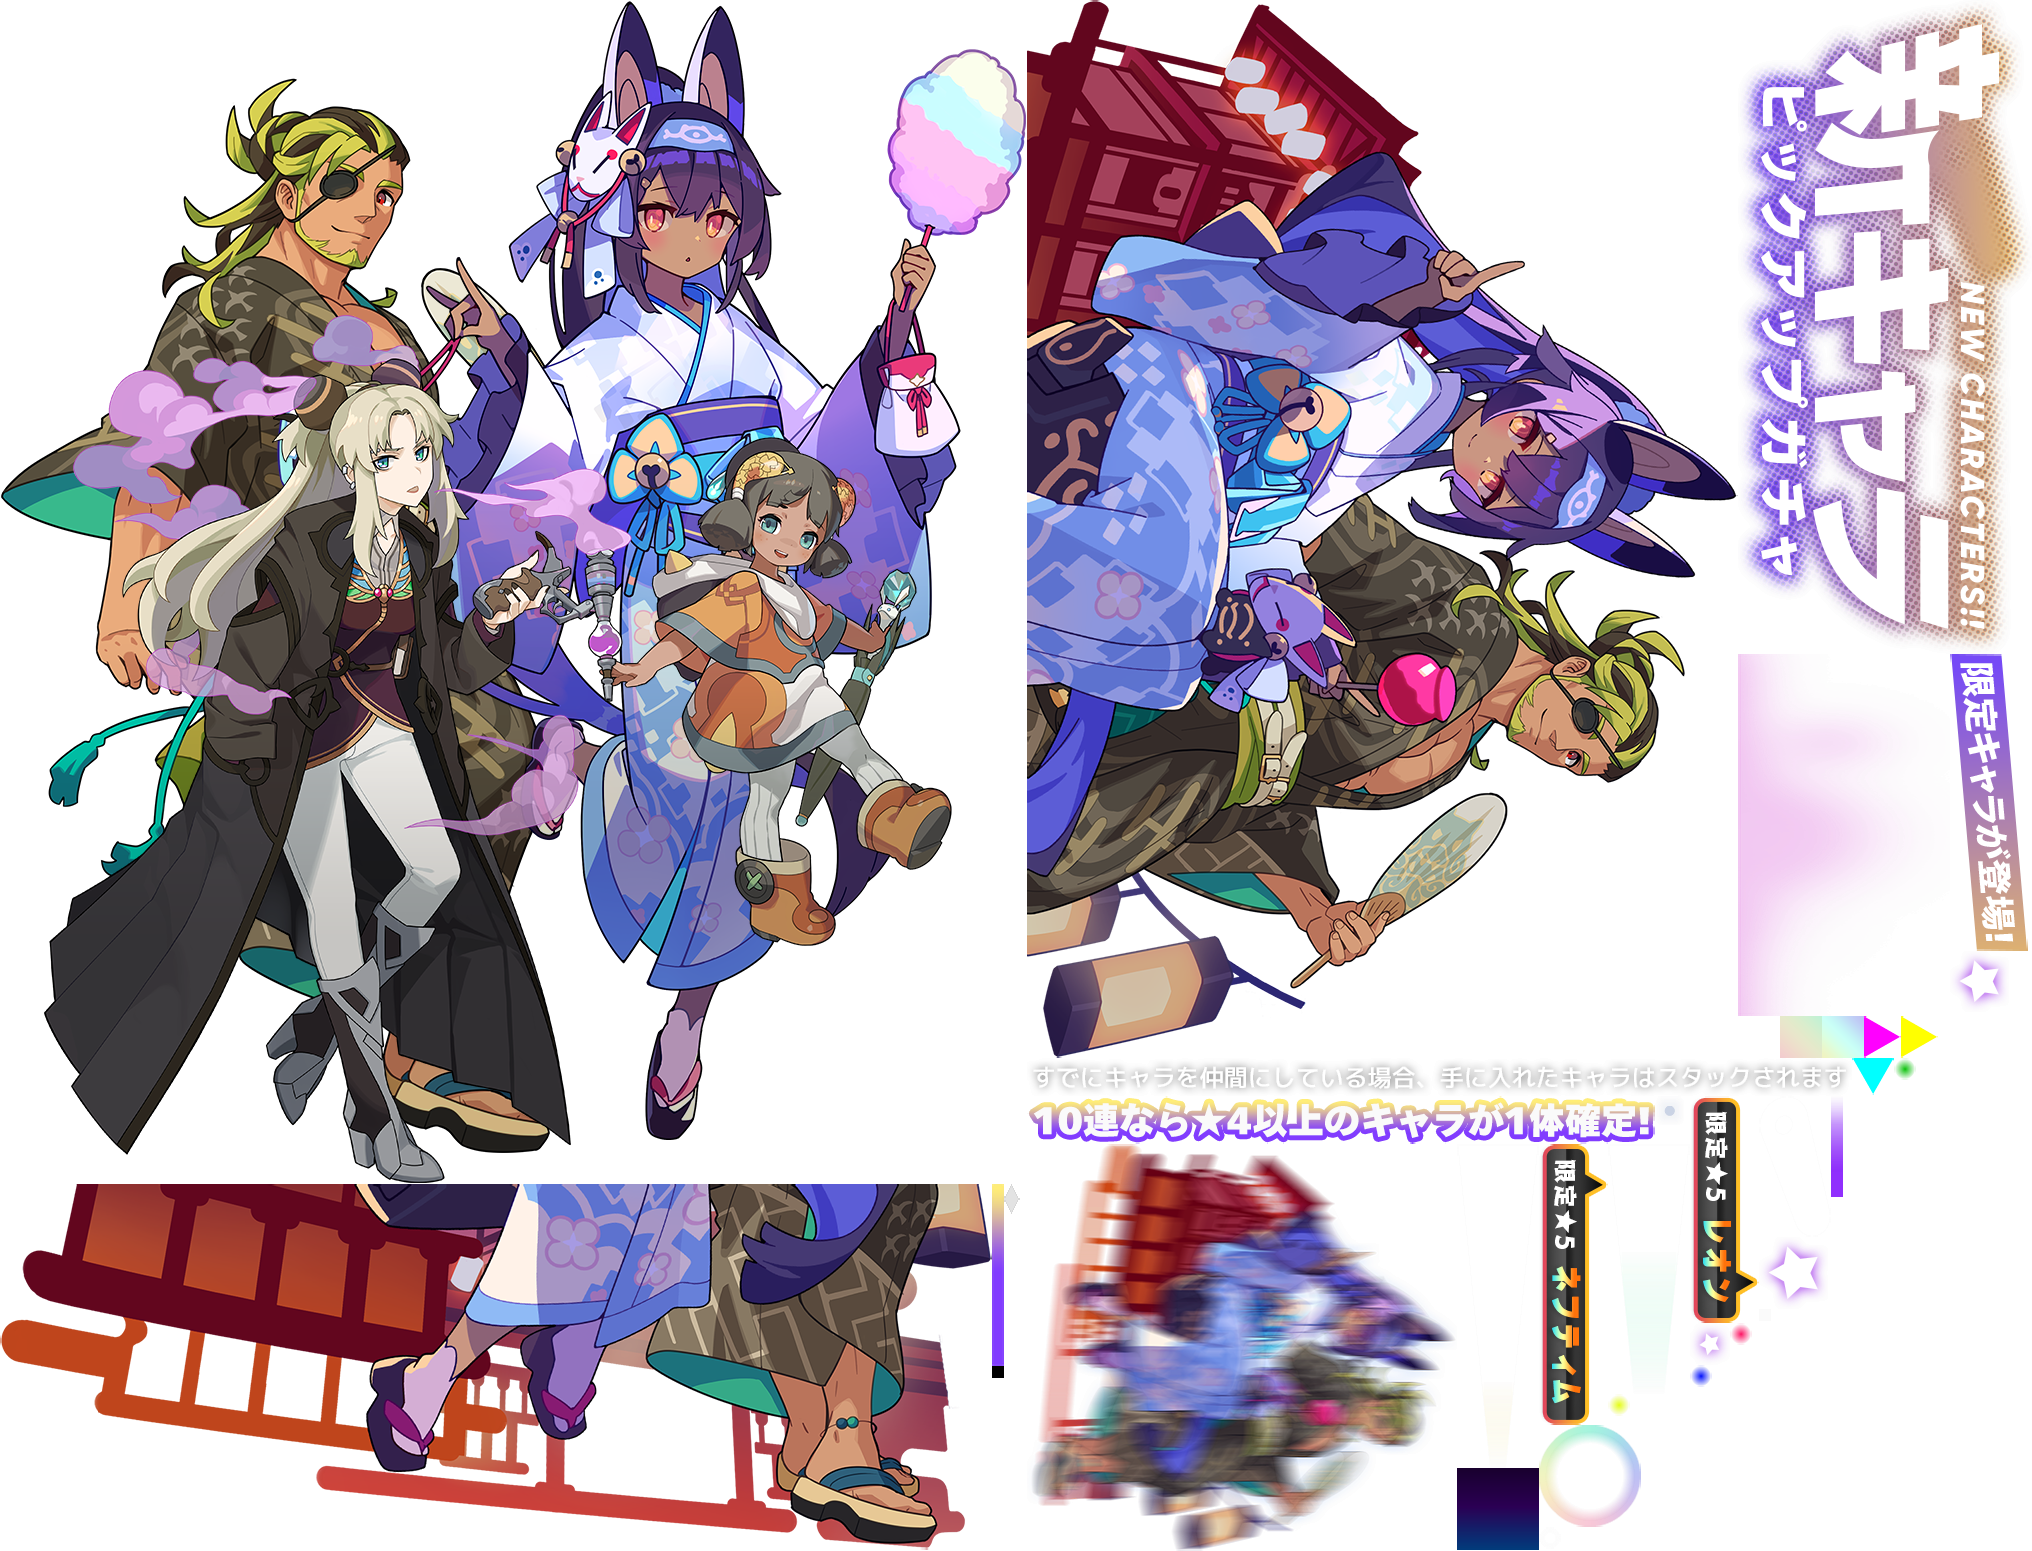 新キャラ
NEW CHARACTERS!!
ピックアップガチャ
限定キャラが登場!
すでにキャラを仲間にしている場合、手に入れたキャラはスタックされます
10連なら★4以上のキャラが1体確定!
限定★5 レオン
限定★5 ネフティム